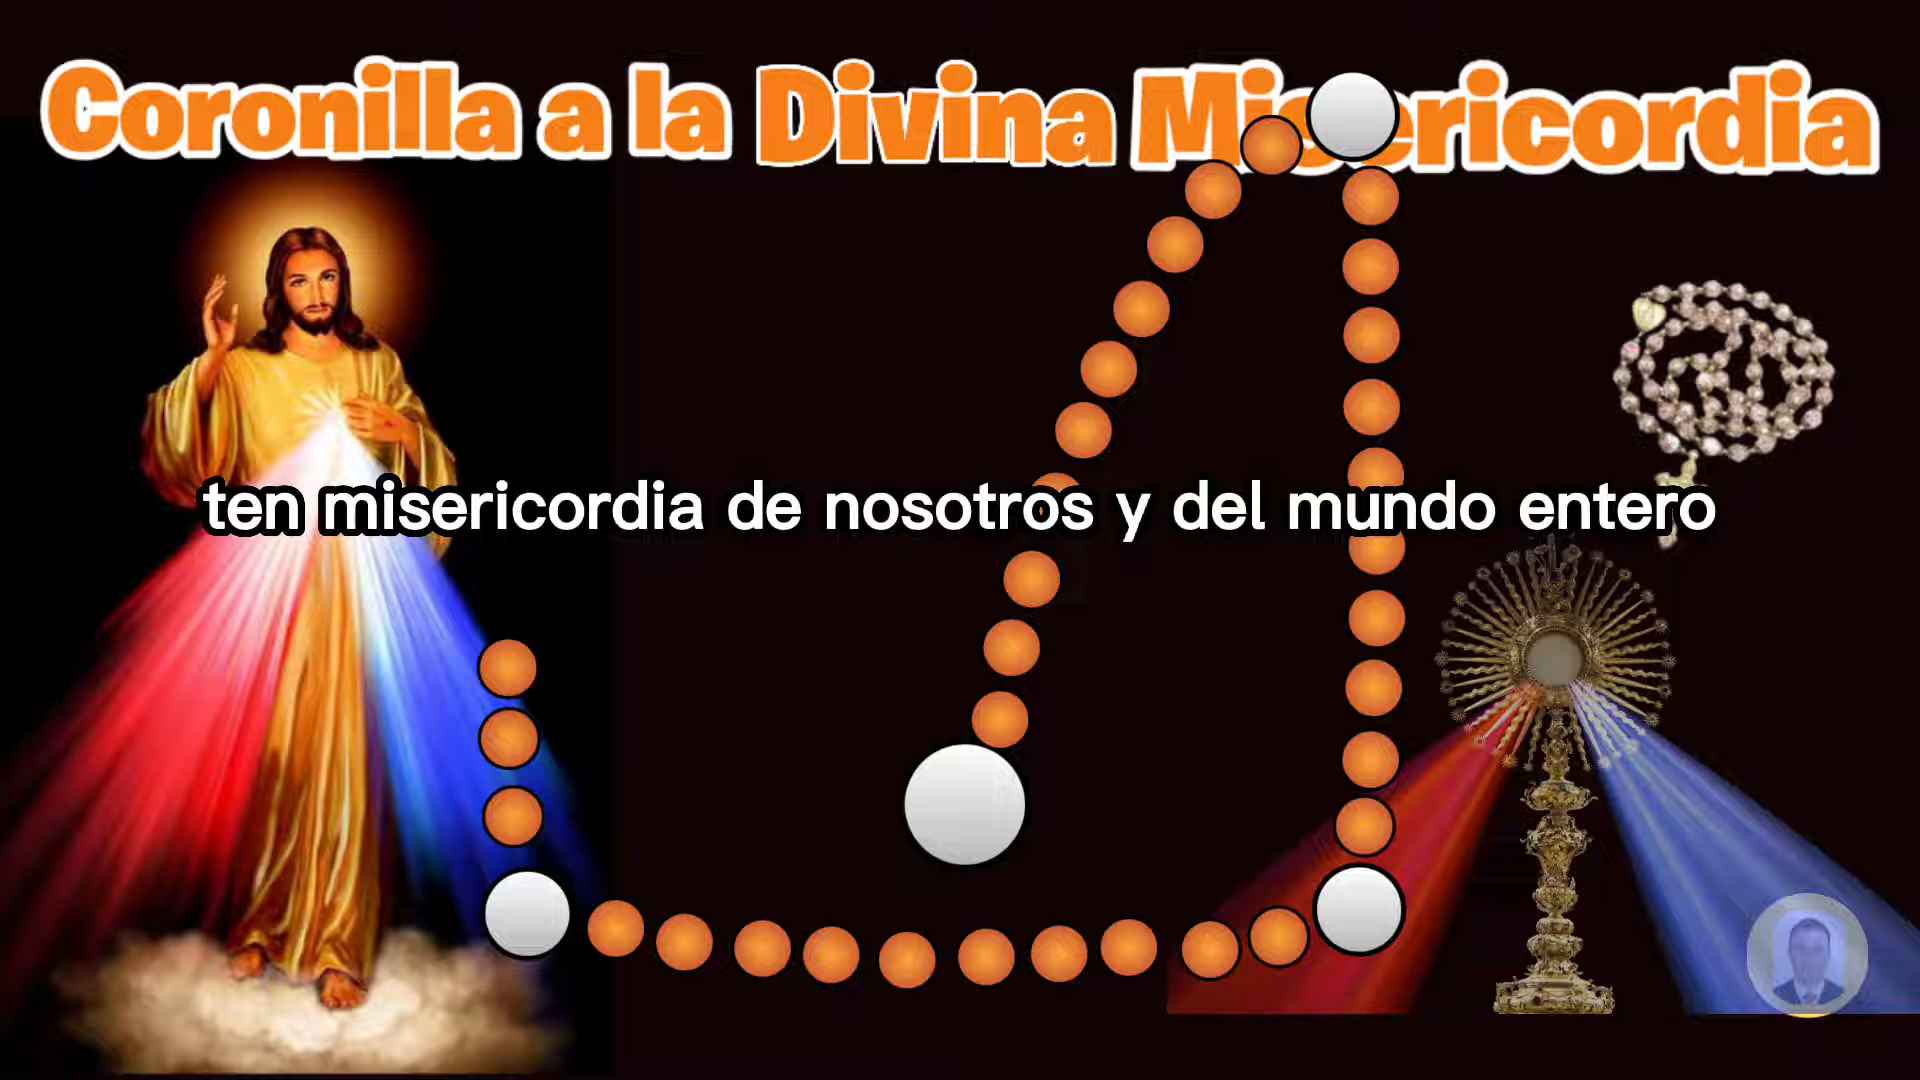 Coronilla a la Divina Misericordia
ten misericordia de nosotros y del mundo entero